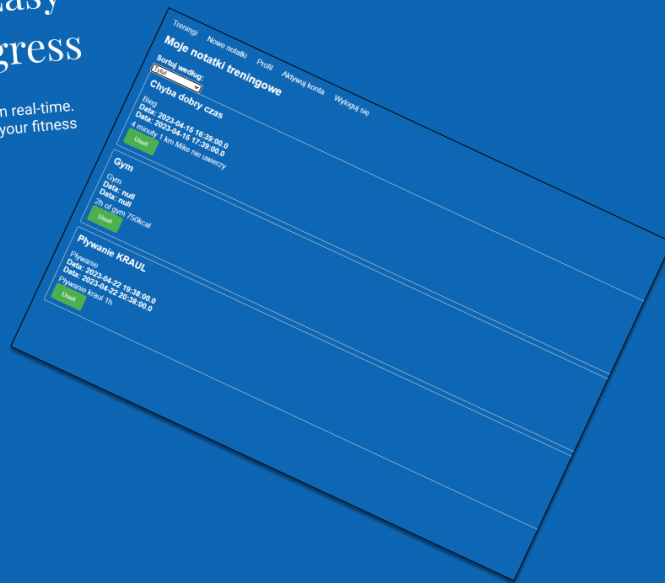 asy
gress
n real-time.
your fitness
Treningi Nowe notatki Profil Aktywuj konta Wyloguj się
Moje notatki treningowe
Sortuj według:
Tytuł
Chyba dobry czas
Bieg
Data: 2023-04-15 16:39:00.0
Data: 2023-04-15 17:39:00.0
4 minuty 1 km Miko nie uwierzy
Usuń
Gym
Gym
Data: null
Data: null
2h of gym 750kcal
Usuń
Pływanie KRAUL
Pływanie
Data: 2023-04-22 19:38:00.0
Data: 2023-04-22 20:38:00.0
Pływanie kraul 1h
Usuń